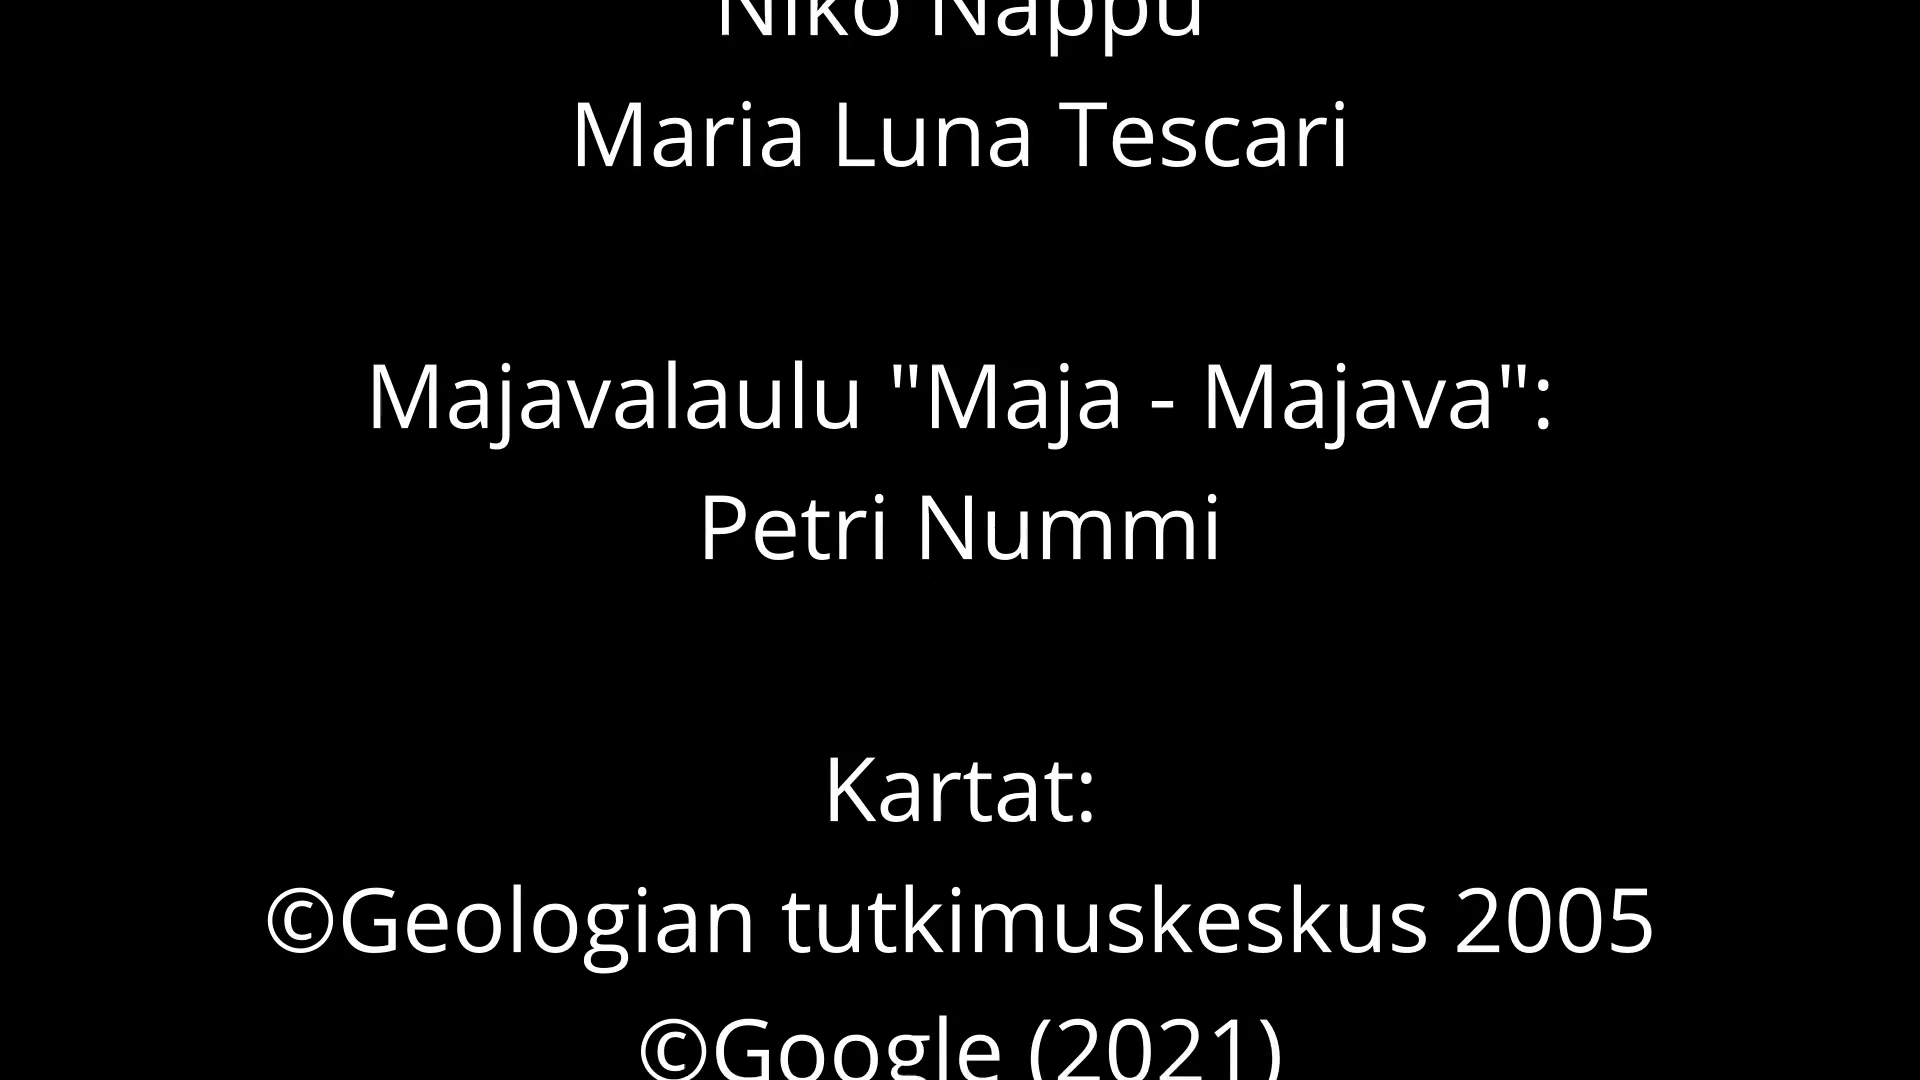 Niko Nappu
Maria Luna Tescari
Majavalaulu "Maja - Majava":
Petri Nummi
Kartat:
©Geologian tutkimuskeskus 2005
©Google (2021)